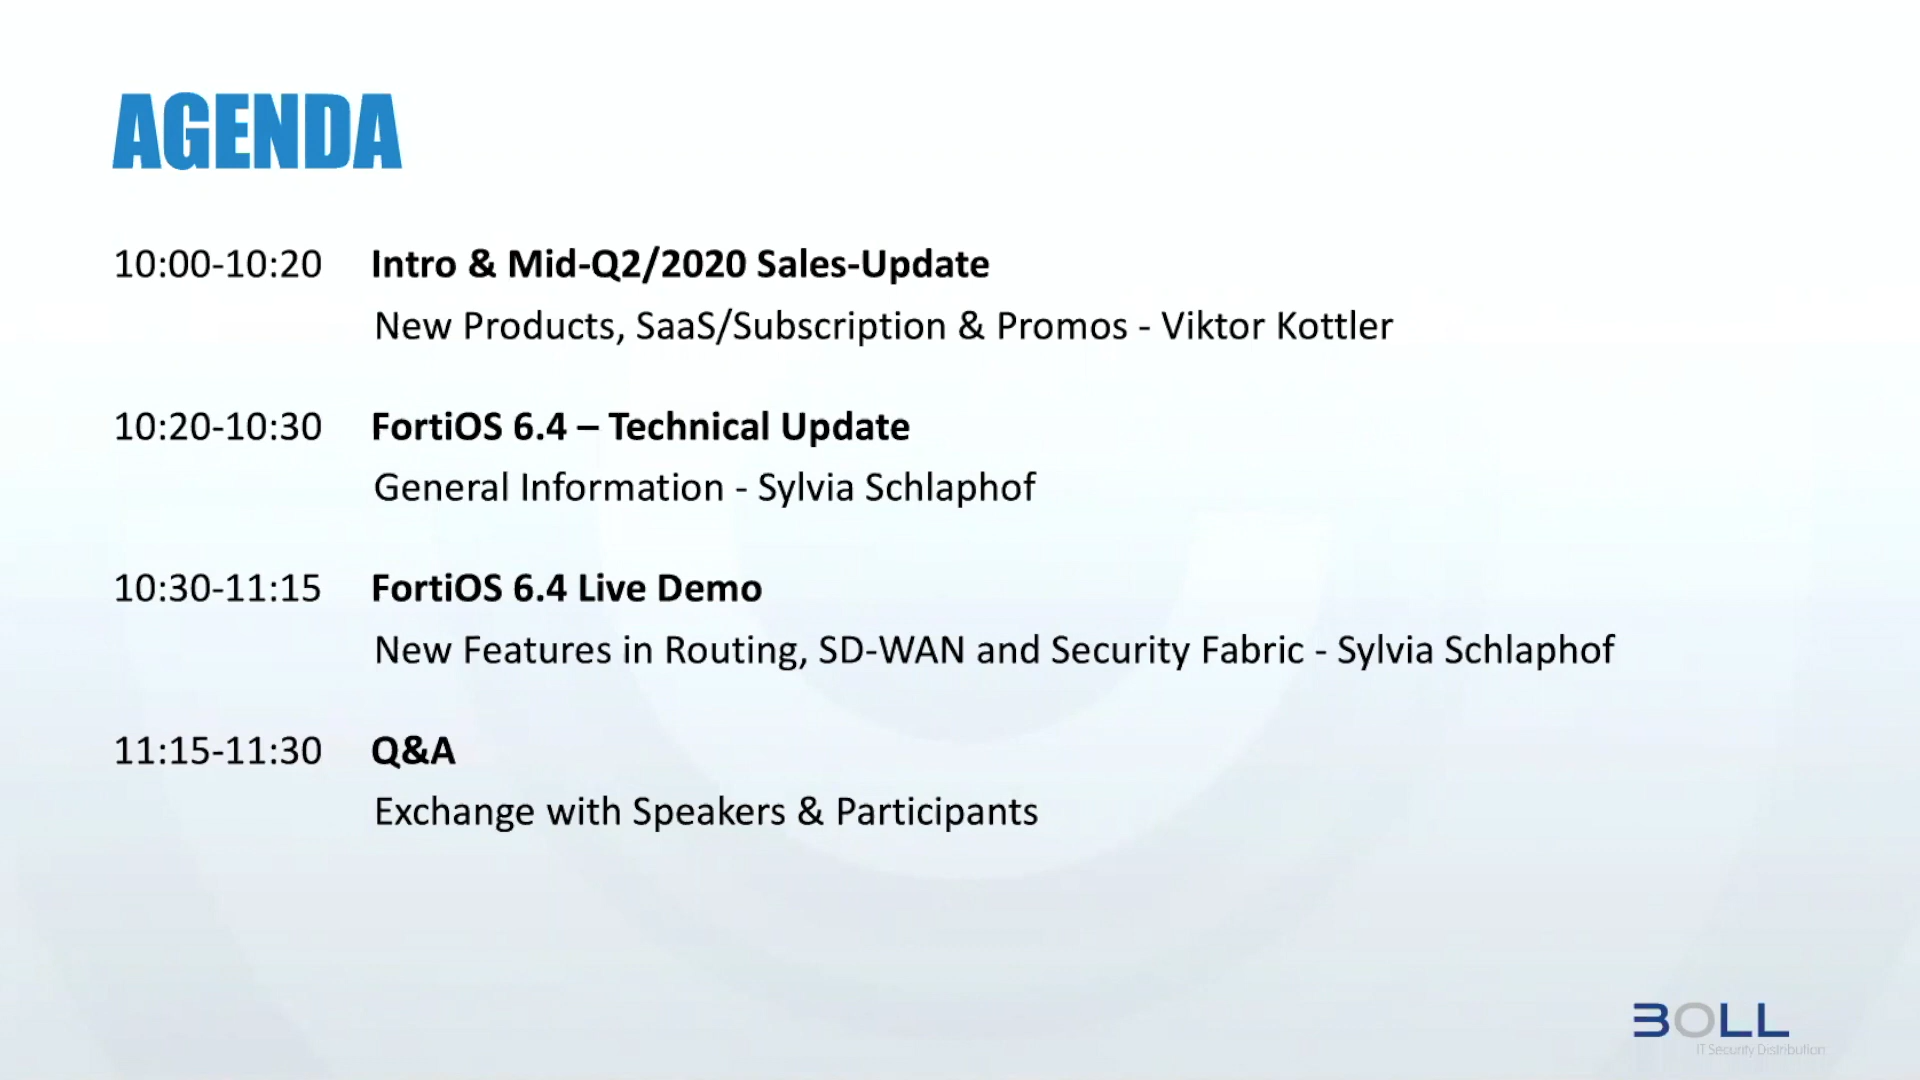 AGENDA
10:00-10:20 Intro & Mid-Q2/2020 Sales-Update
New Products, SaaS/Subscription & Promos - Viktor Kottler
10:20-10:30 FortiOS 6.4 – Technical Update
General Information - Sylvia Schlaphof
10:30-11:15 FortiOS 6.4 Live Demo
New Features in Routing, SD-WAN and Security Fabric - Sylvia Schlaphof
11:15-11:30 Q&A
Exchange with Speakers & Participants
BOLL
IT Security Distribution